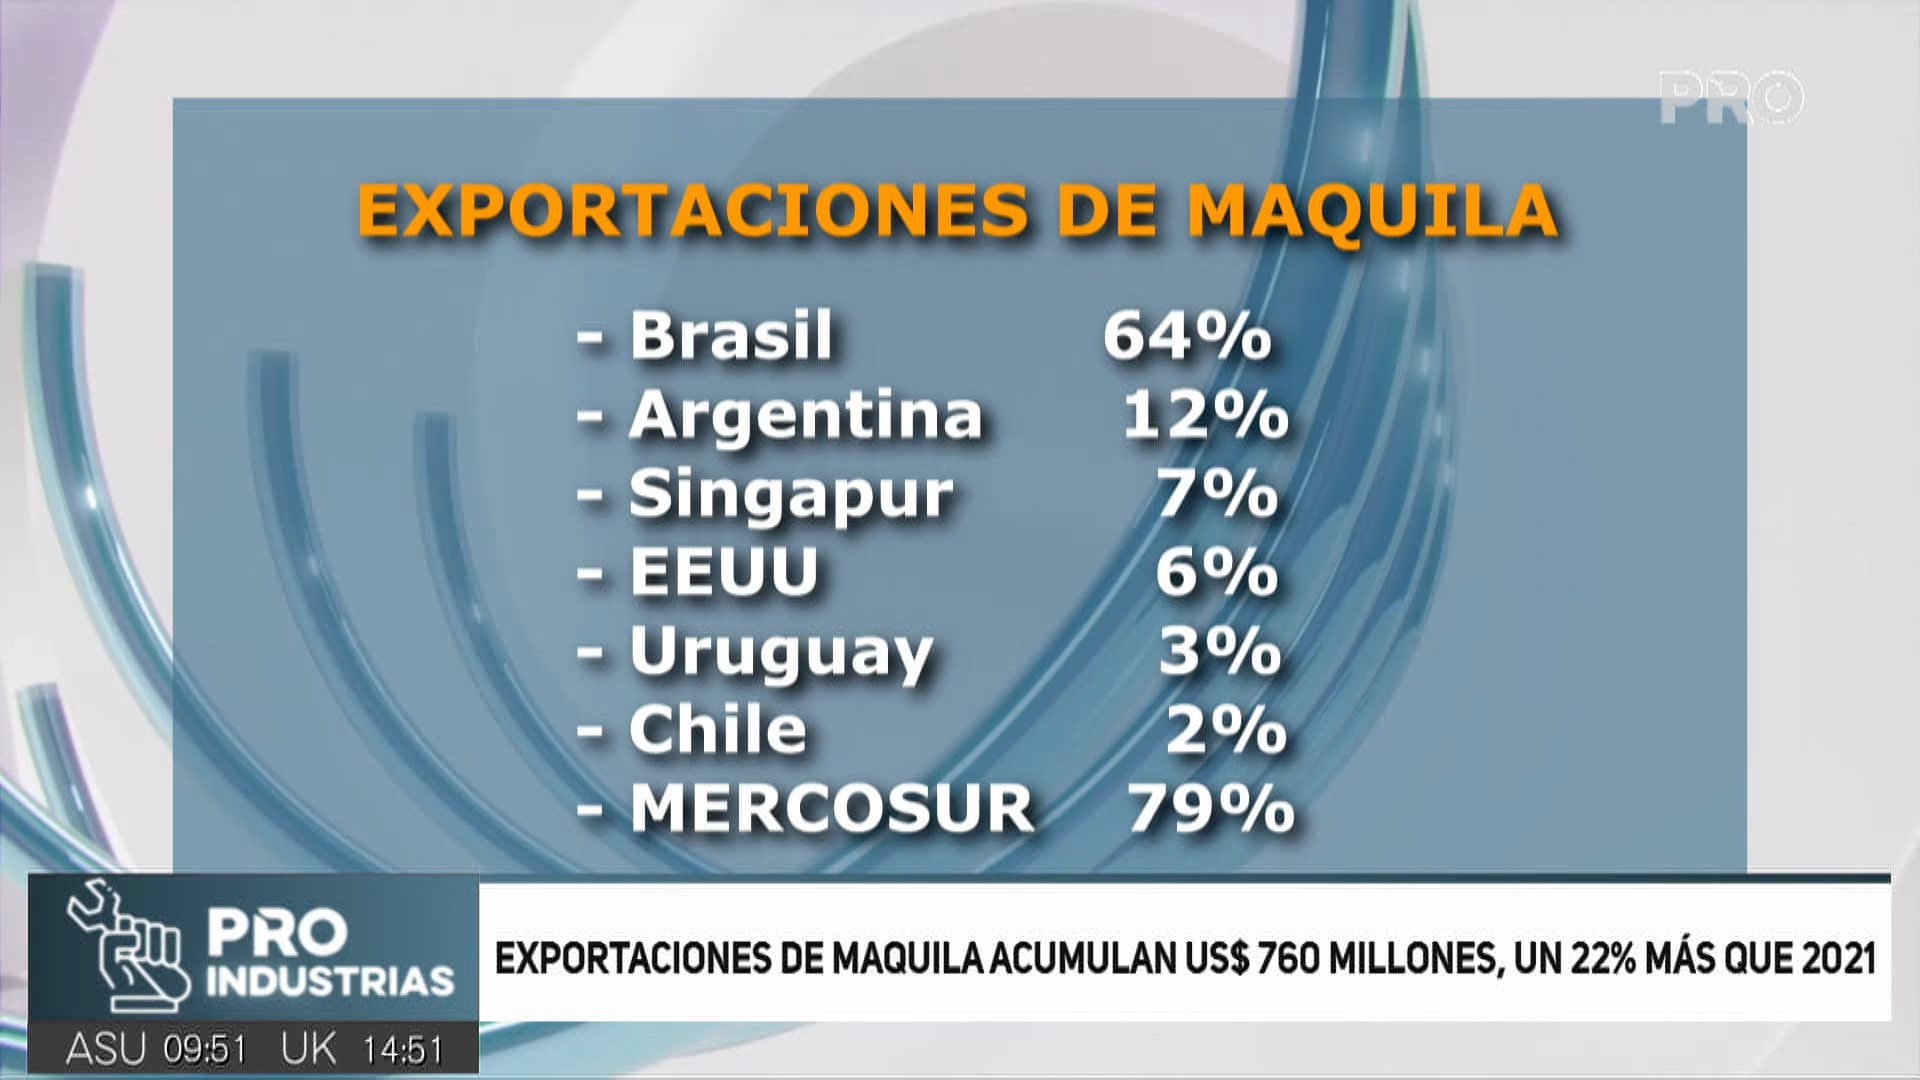 PRO
EXPORTACIONES DE MAQUILA
- Brasil 64%
- Argentina 12%
- Singapur 7%
- EEUU 6%
- Uruguay 3%
- Chile 2%
- MERCOSUR 79%
PRO
INDUSTRIAS
EXPORTACIONES DE MAQUILA ACUMULAN US$ 760 MILLONES, UN 22% MÁS QUE 2021
ASU 09:51 UK 14:51